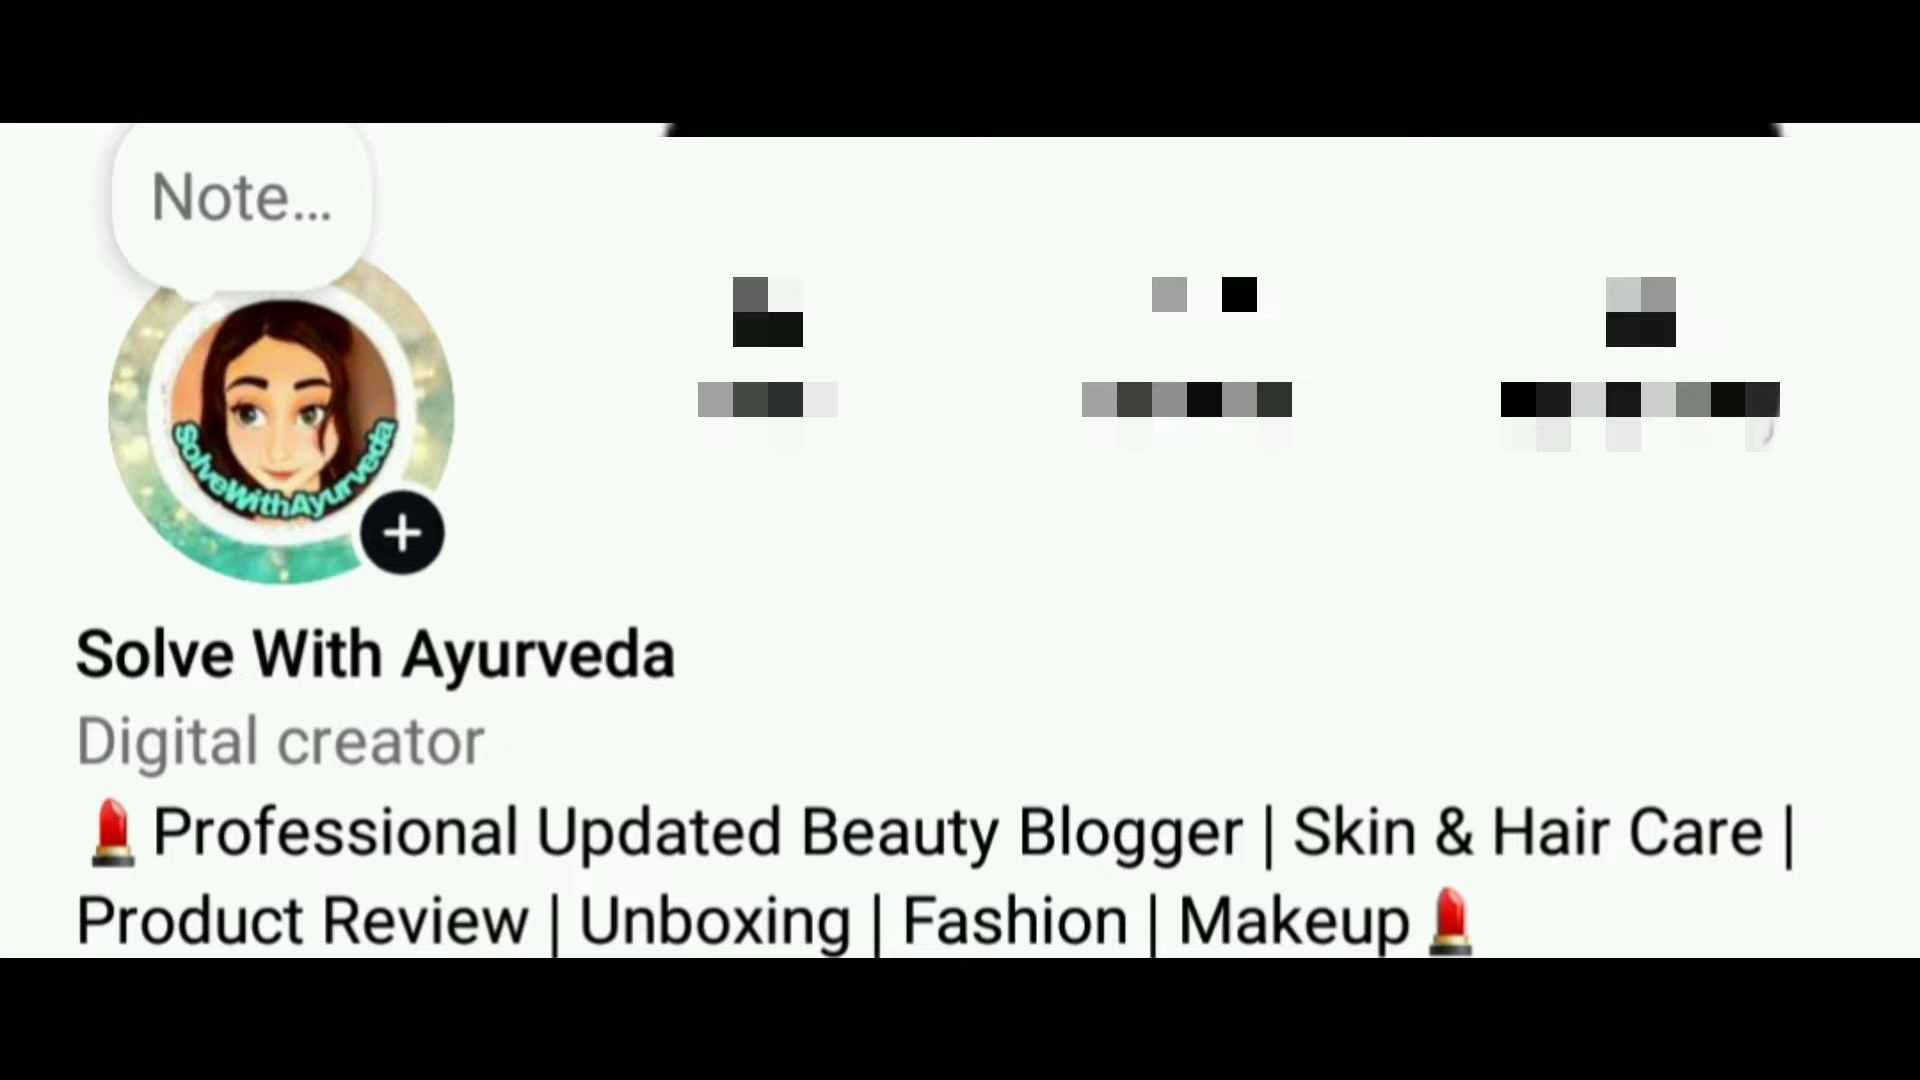 Note...
SolveWithAyurveda
Solve With Ayurveda
Digital creator
💄Professional Updated Beauty Blogger | Skin & Hair Care |
Product Review | Unboxing | Fashion | Makeup💄